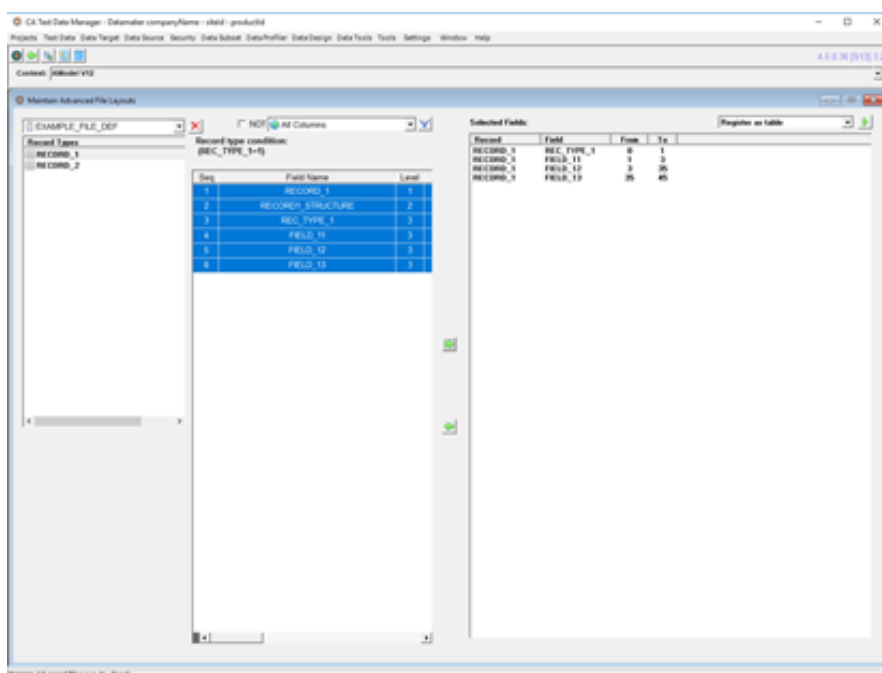 CA Test Data Manager - Datamaker companyName - siteId - productId
Projects Test Data Data Target Data Source Security Data Subset Data Profiler Data Design Data Tools Tools Settings Window Help
Context:
Maintain Advanced File Layouts
EXAMPLE_FILE_DEF
NOT All Columns
Selected Fields:
Register as table
Record Types
RECORD_1
RECORD_2
Record type condition:
(REC_TYPE_1=1)
Seq Field Name Level
1 RECORD_1 1
2 RECORD1_STRUCTURE 2
3 REC_TYPE_1 3
4 FIELD_11 3
5 FIELD_12 3
6 FIELD_13 3
Record Field From To
RECORD_1 REC_TYPE_1 0 1
RECORD_1 FIELD_11 1 3
RECORD_1 FIELD_12 3 35
RECORD_1 FIELD_13 35 45